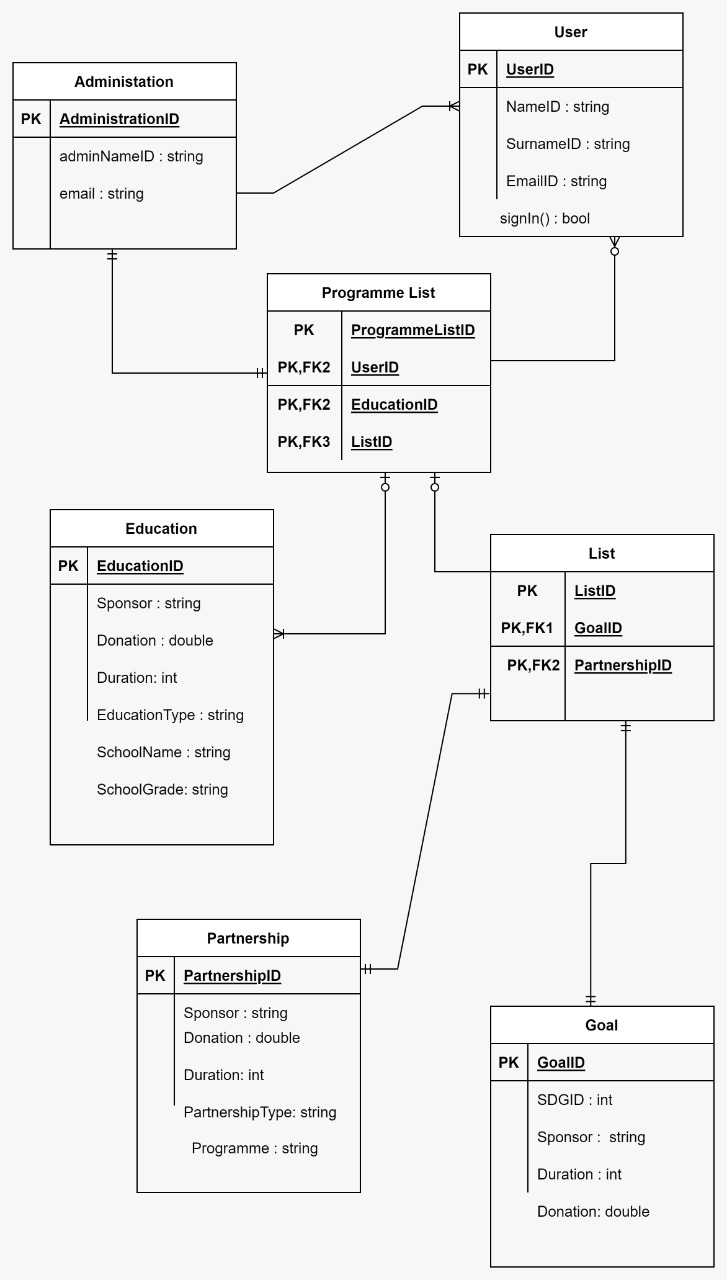 User
PK UserID
NameID : string
SurnameID : string
EmailID : string
signIn() : bool
Administation
PK AdministrationID
adminNameID : string
email : string
Programme List
PK ProgrammeListID
PK,FK2 UserID
PK,FK2 EducationID
PK,FK3 ListID
Education
PK EducationID
Sponsor : string
Donation : double
Duration: int
EducationType : string
SchoolName : string
SchoolGrade: string
List
PK ListID
PK,FK1 GoalID
PK,FK2 PartnershipID
Partnership
PK PartnershipID
Sponsor : string
Donation : double
Duration: int
PartnershipType: string
Programme : string
Goal
PK GoalID
SDGID : int
Sponsor :  string
Duration : int
Donation: double